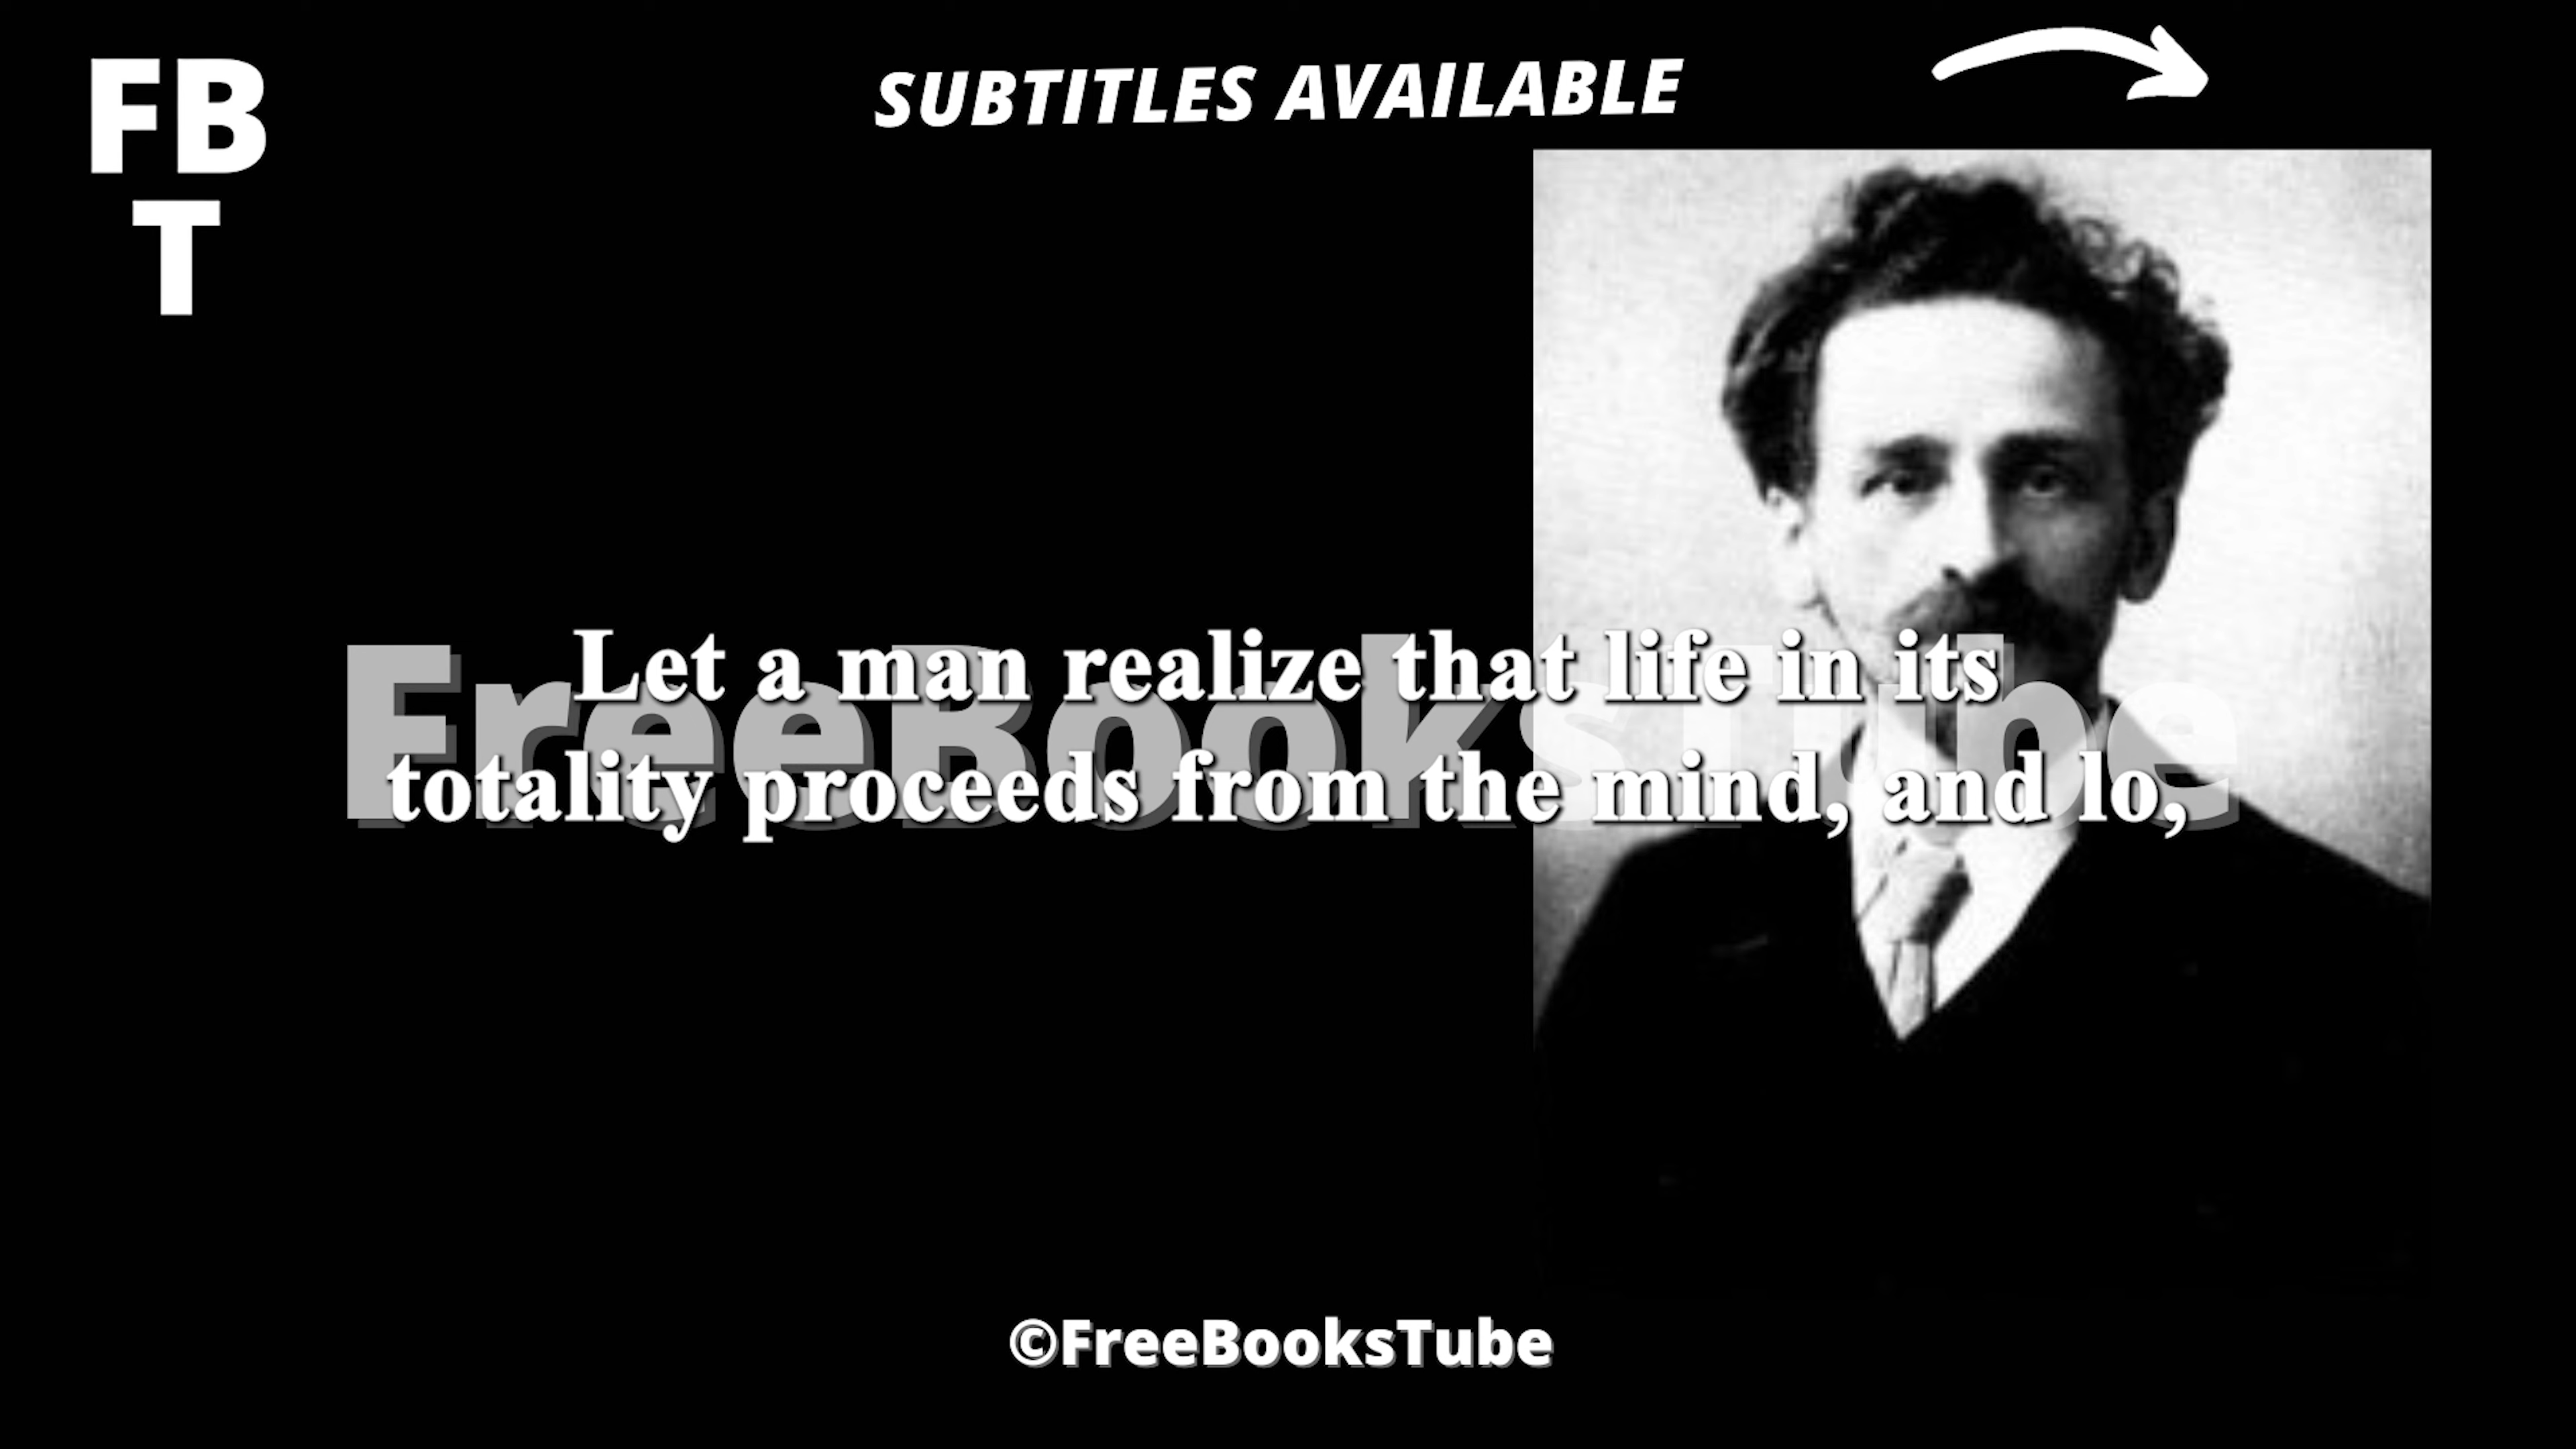 FB
T
SUBTITLES AVAILABLE
FreeBooksTube
Let a man realize that life in its
totality proceeds from the mind, and lo,
©FreeBooksTube